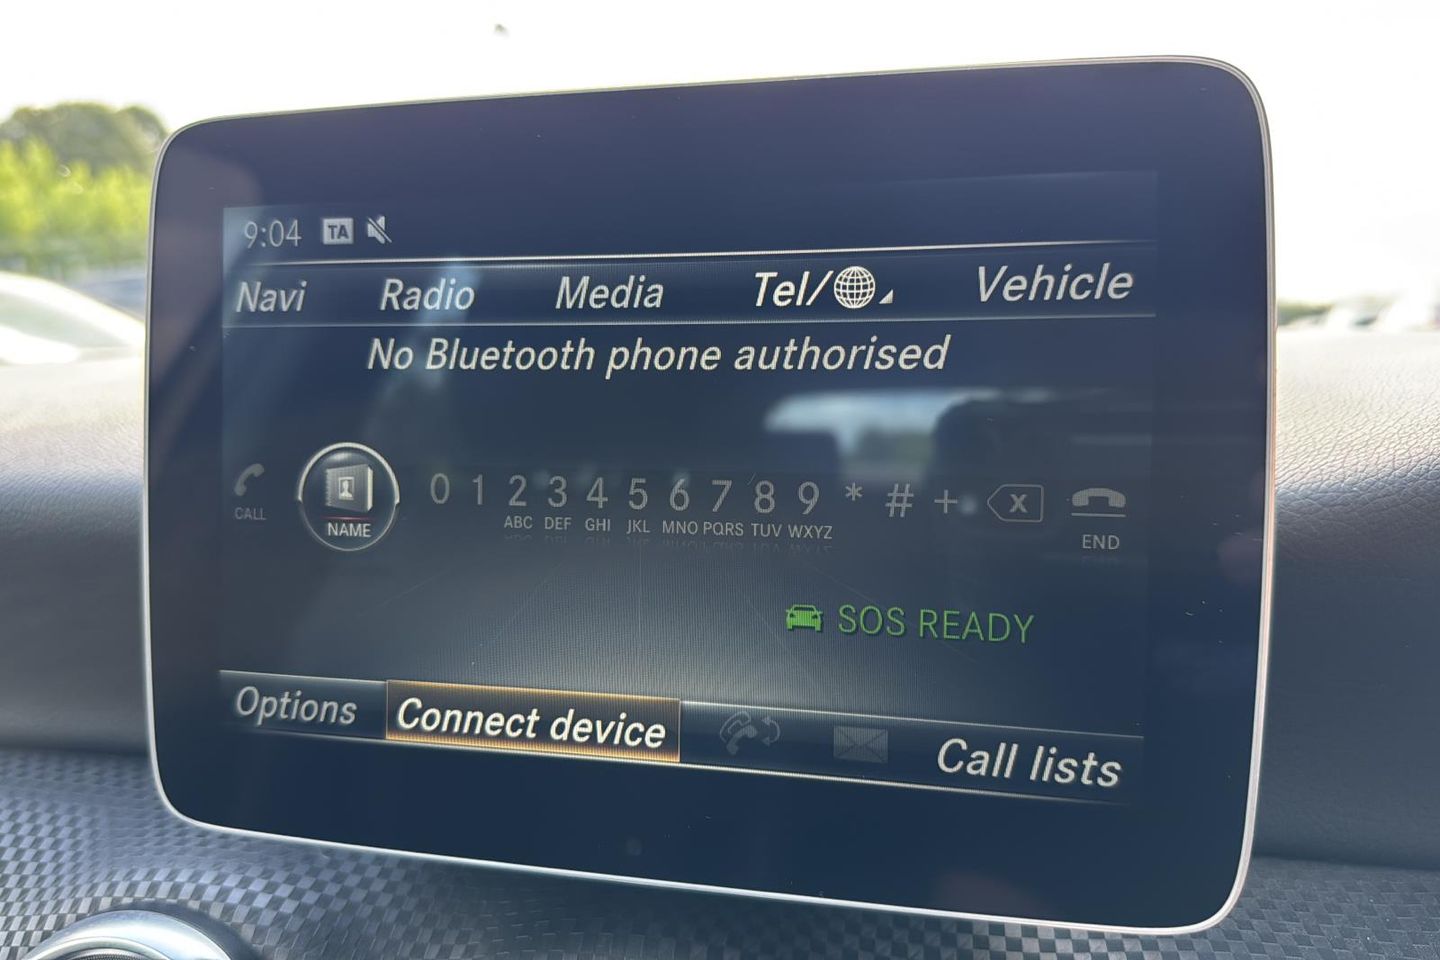 9:04 TA
Navi Radio Media Tel/ Vehicle
No Bluetooth phone authorised
CALL NAME 0 1 2 3 4 5 6 7 8 9 * # + x END
ABC DEF GHI JKL MNO PQRS TUV WXYZ
SOS READY
Options Connect device Call lists